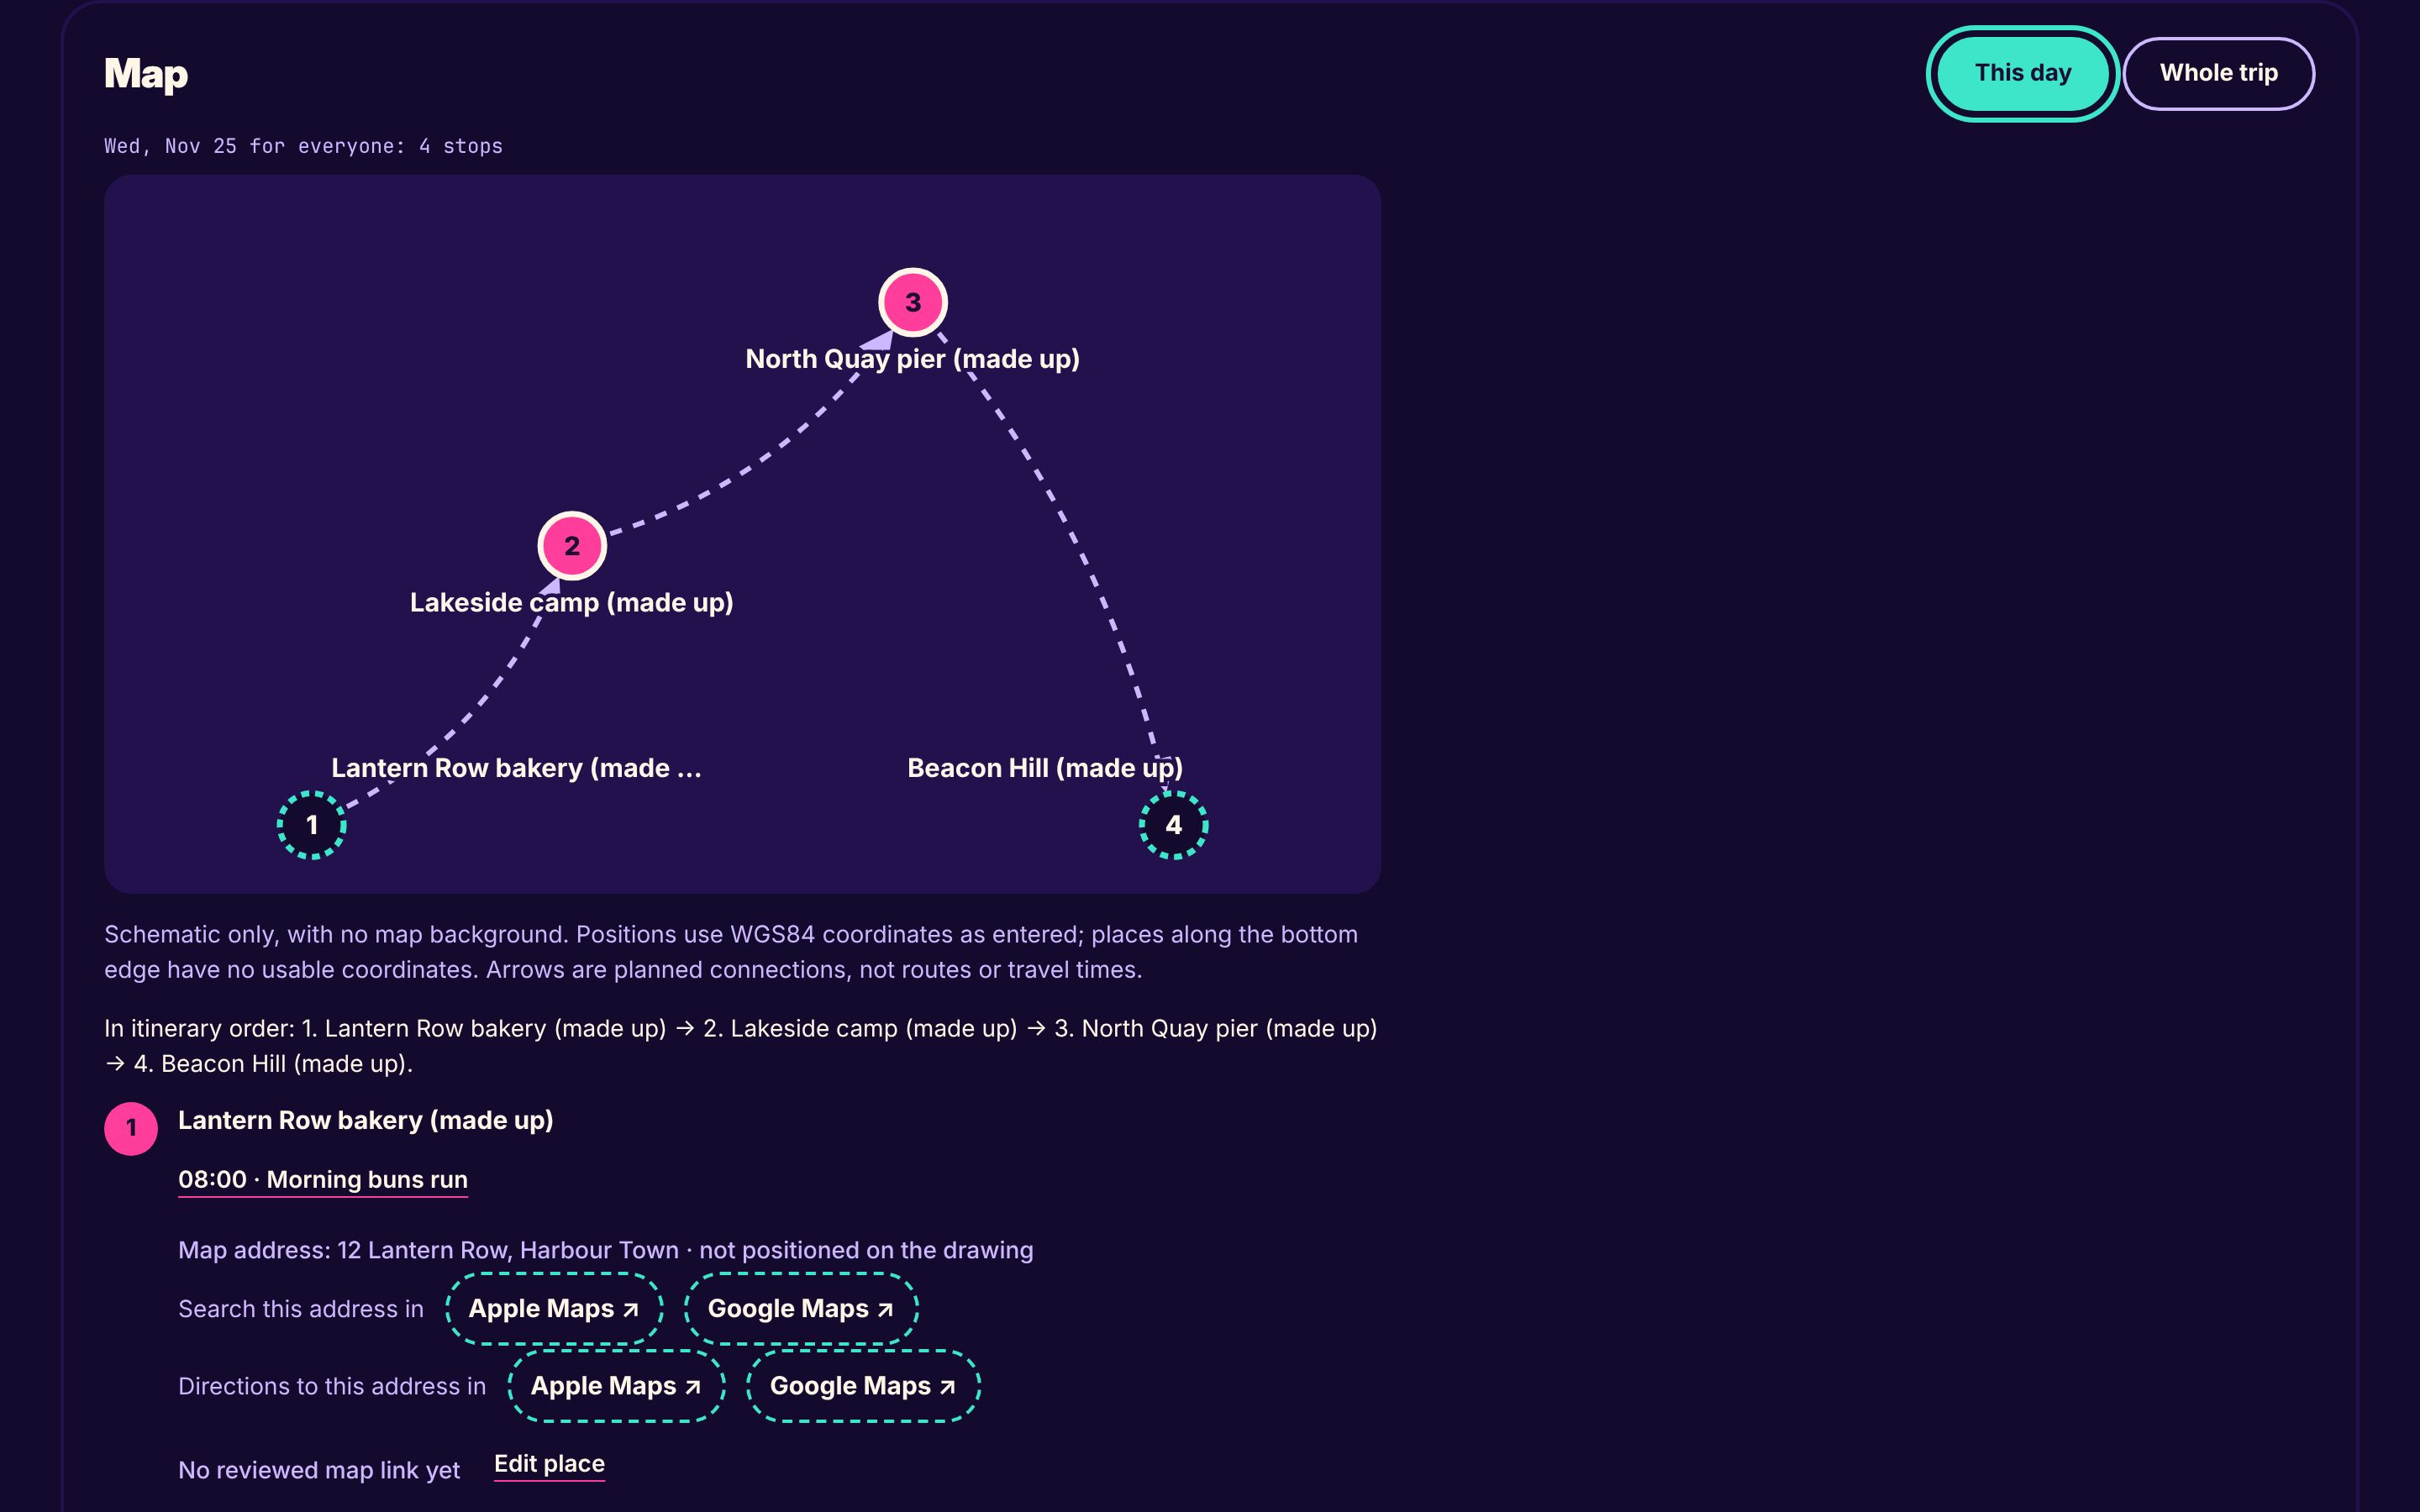 Map
This day
Whole trip
Wed, Nov 25 for everyone: 4 stops
3
North Quay pier (made up)
2
Lakeside camp (made up)
Lantern Row bakery (made ...
Beacon Hill (made up)
1
4
Schematic only, with no map background. Positions use WGS84 coordinates as entered; places along the bottom
edge have no usable coordinates. Arrows are planned connections, not routes or travel times.
In itinerary order: 1. Lantern Row bakery (made up) → 2. Lakeside camp (made up) → 3. North Quay pier (made up)
→ 4. Beacon Hill (made up).
1
Lantern Row bakery (made up)
08:00 · Morning buns run
Map address: 12 Lantern Row, Harbour Town · not positioned on the drawing
Search this address in Apple Maps ↗ Google Maps ↗
Directions to this address in Apple Maps ↗ Google Maps ↗
No reviewed map link yet Edit place